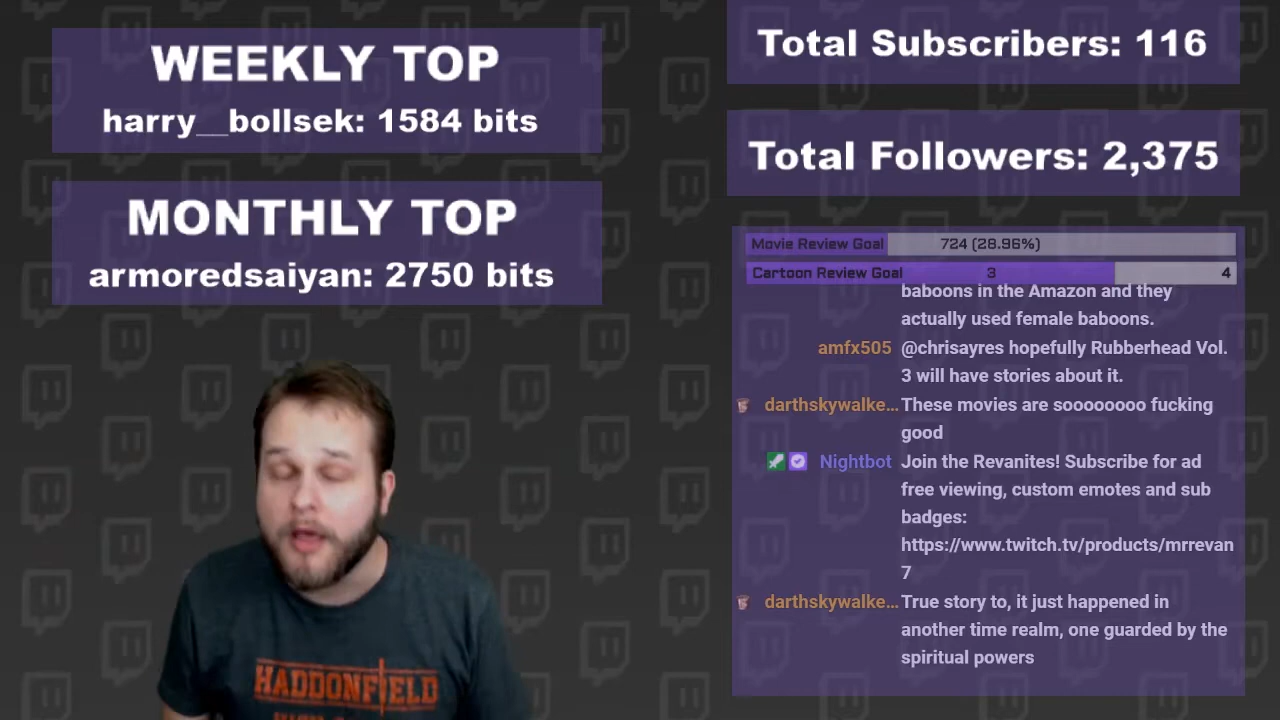 WEEKLY TOP
harry__bollsek: 1584 bits
MONTHLY TOP
armoredsaiyan: 2750 bits
Total Subscribers: 116
Total Followers: 2,375
Movie Review Goal 724 (28.96%)
Cartoon Review Goal 3 4
baboons in the Amazon and they
actually used female baboons.
amfx505 @chrisayres hopefully Rubberhead Vol.
3 will have stories about it.
darthskywalke... These movies are soooooooo fucking
good
Nightbot Join the Revanites! Subscribe for ad
free viewing, custom emotes and sub
badges:
https://www.twitch.tv/products/mrrevan
7
darthskywalke... True story to, it just happened in
another time realm, one guarded by the
spiritual powers
HADDONFIELD